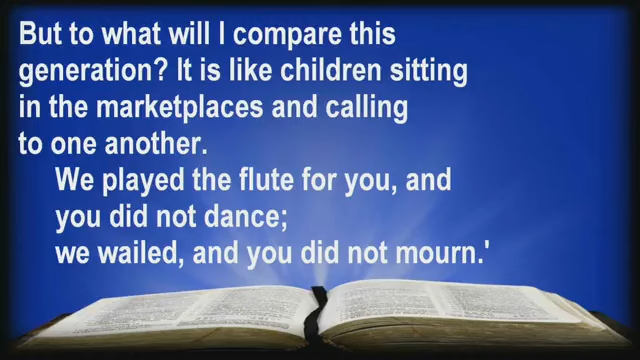 But to what will I compare this
generation? It is like children sitting
in the marketplaces and calling
to one another.
We played the flute for you, and
you did not dance;
we wailed, and you did not mourn.'